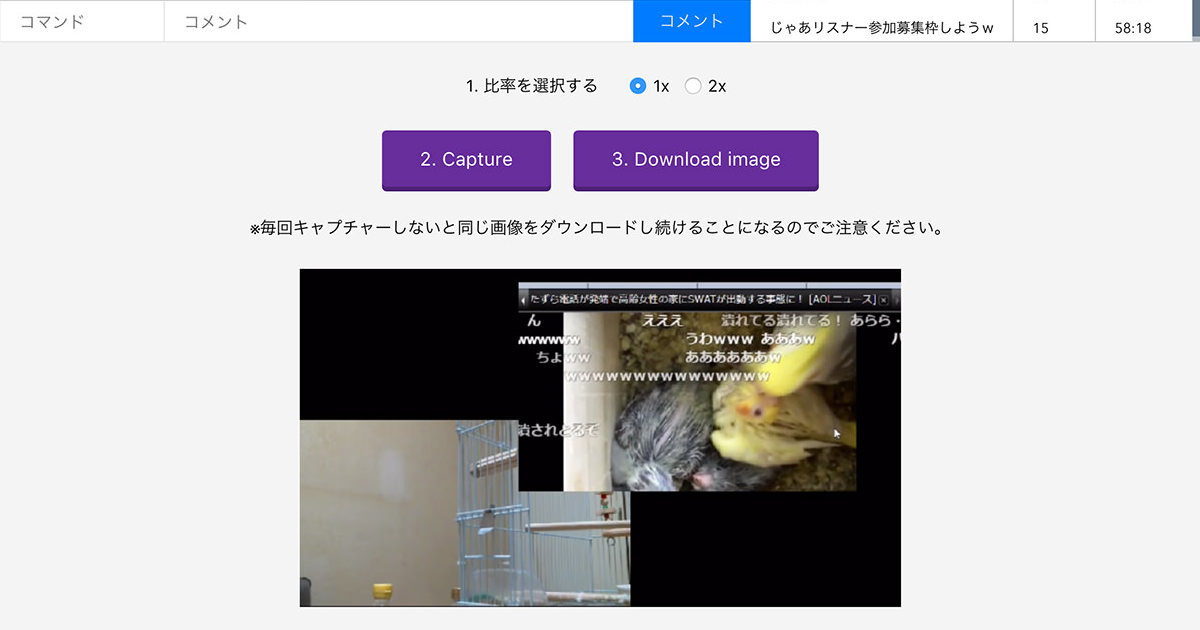 コマンド
コメント
コメント
じゃあリスナー参加募集枠しようｗ
15
58:18
1. 比率を選択する
1x
2x
2. Capture
3. Download image
※毎回キャプチャーしないと同じ画像をダウンロードし続けることになるのでご注意ください。
たずら電話が発端で高齢女性の家にSWATが出動する事態に！ [AOLニュース]
ん
えええ
潰れてる潰れてる！
あらら・
wwwwww
うわwww
あああw
ちょww
ああああああw
wwwwwwwwwwwwwwww
潰されとるぞ